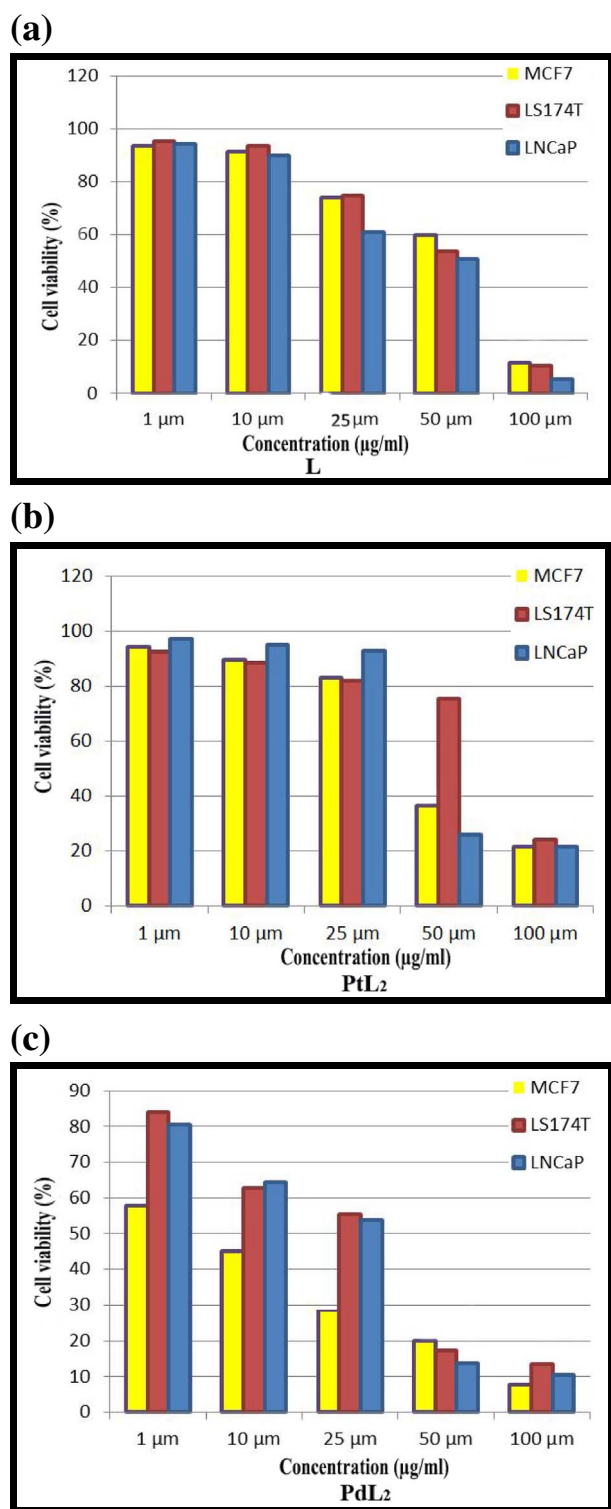 (a)
120
100
80
60
40
20
0
Cell viability (%)
MCF7
LS174T
LNCaP
1 µm 10 µm 25µm 50 µm 100 µm
Concentration (µg/ml)
L
(b)
120
100
80
60
40
20
0
Cell viability (%)
MCF7
LS174T
LNCaP
1 µm 10 µm 25 µm 50 µm 100 µm
Concentration (µg/ml)
PtL₂
(c)
90
80
70
60
50
40
30
20
10
0
Cell viability (%)
MCF7
LS174T
LNCaP
1 µm 10 µm 25 µm 50 µm 100 µm
Concentration (µg/ml)
PdL₂